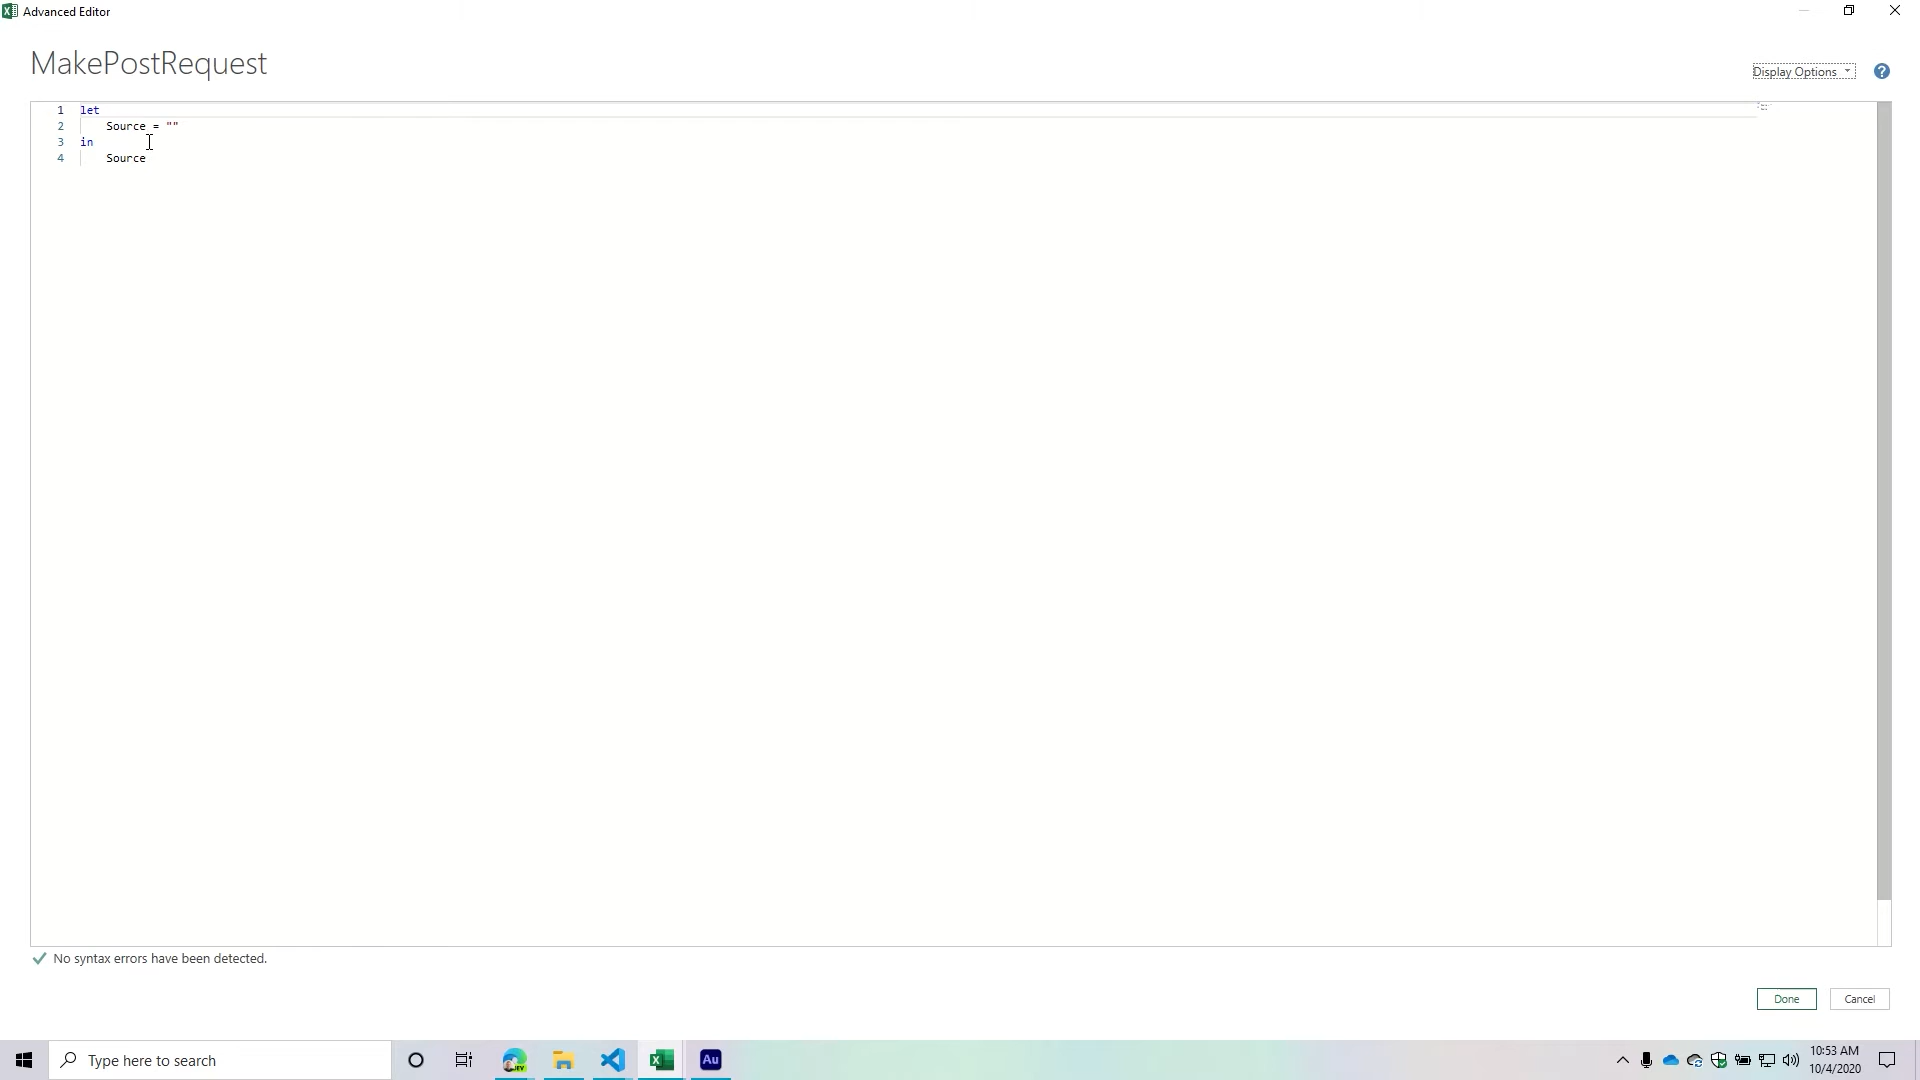 Advanced Editor
MakePostRequest
Display Options
?
1 let
2 Source = ""
3 in
4 Source
No syntax errors have been detected.
Done
Cancel
Type here to search
Au
10:53 AM
10/4/2020